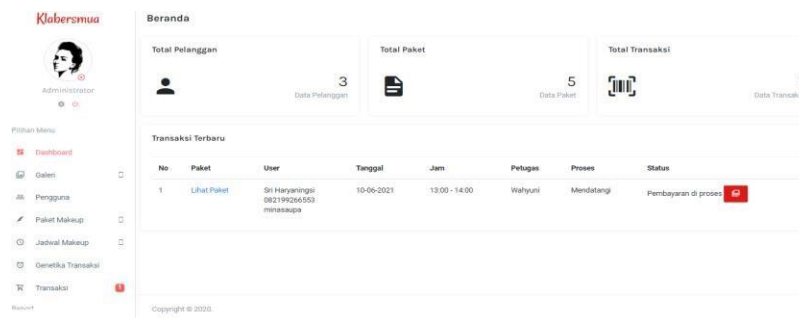 Klabersmua
Administrator
Pilihan Menu
Dashboard
Galeri
Pengguna
Paket Makeup
Jadwal Makeup
Genetika Transaksi
Transaksi 1
Report
Beranda
Total Pelanggan
3
Data Pelanggan
Total Paket
5
Data Paket
Total Transaksi
Data Transak
Transaksi Terbaru
No Paket User Tanggal Jam Petugas Proses Status
1 Lihat Paket Sri Haryaningsi 10-06-2021 13:00 - 14:00 Wahyuni Mendatangi Pembayaran di proses
082199266553
minasaupa
Copyright © 2020.